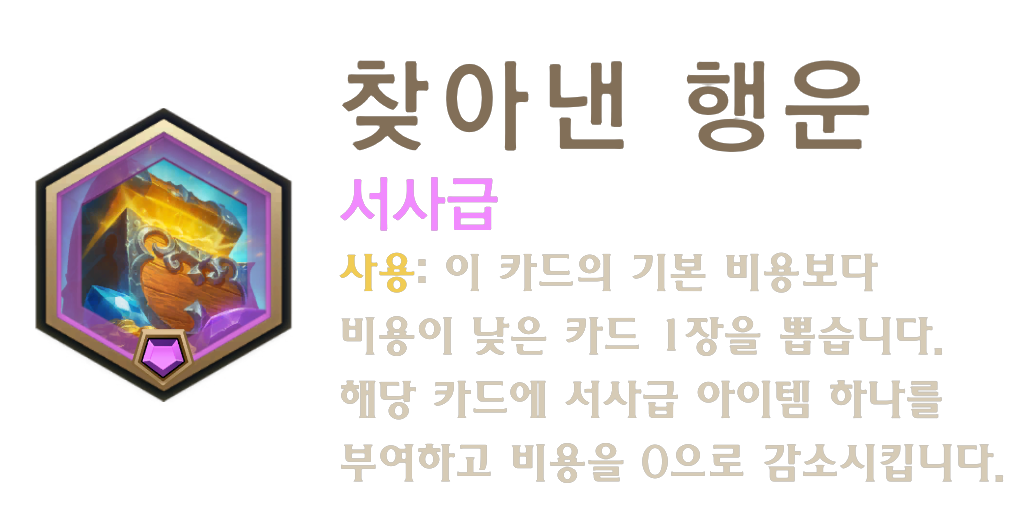 찾아낸 행운
서사급
사용: 이 카드의 기본 비용보다
비용이 낮은 카드 1장을 뽑습니다.
해당 카드에 서사급 아이템 하나를
부여하고 비용을 0으로 감소시킵니다.